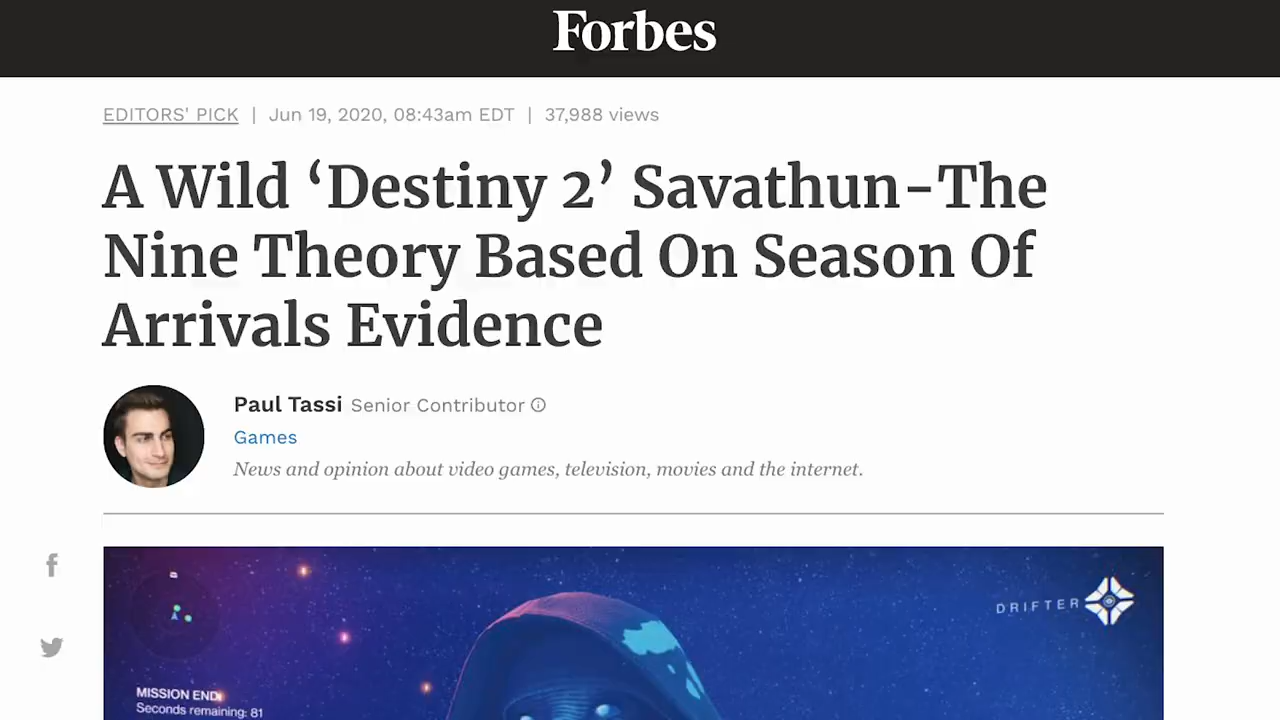 Forbes
EDITORS' PICK | Jun 19, 2020, 08:43am EDT | 37,988 views
A Wild ‘Destiny 2’ Savathun-The
Nine Theory Based On Season Of
Arrivals Evidence
Paul Tassi Senior Contributor
Games
News and opinion about video games, television, movies and the internet.
DRIFTER
MISSION END:
Seconds remaining: 81